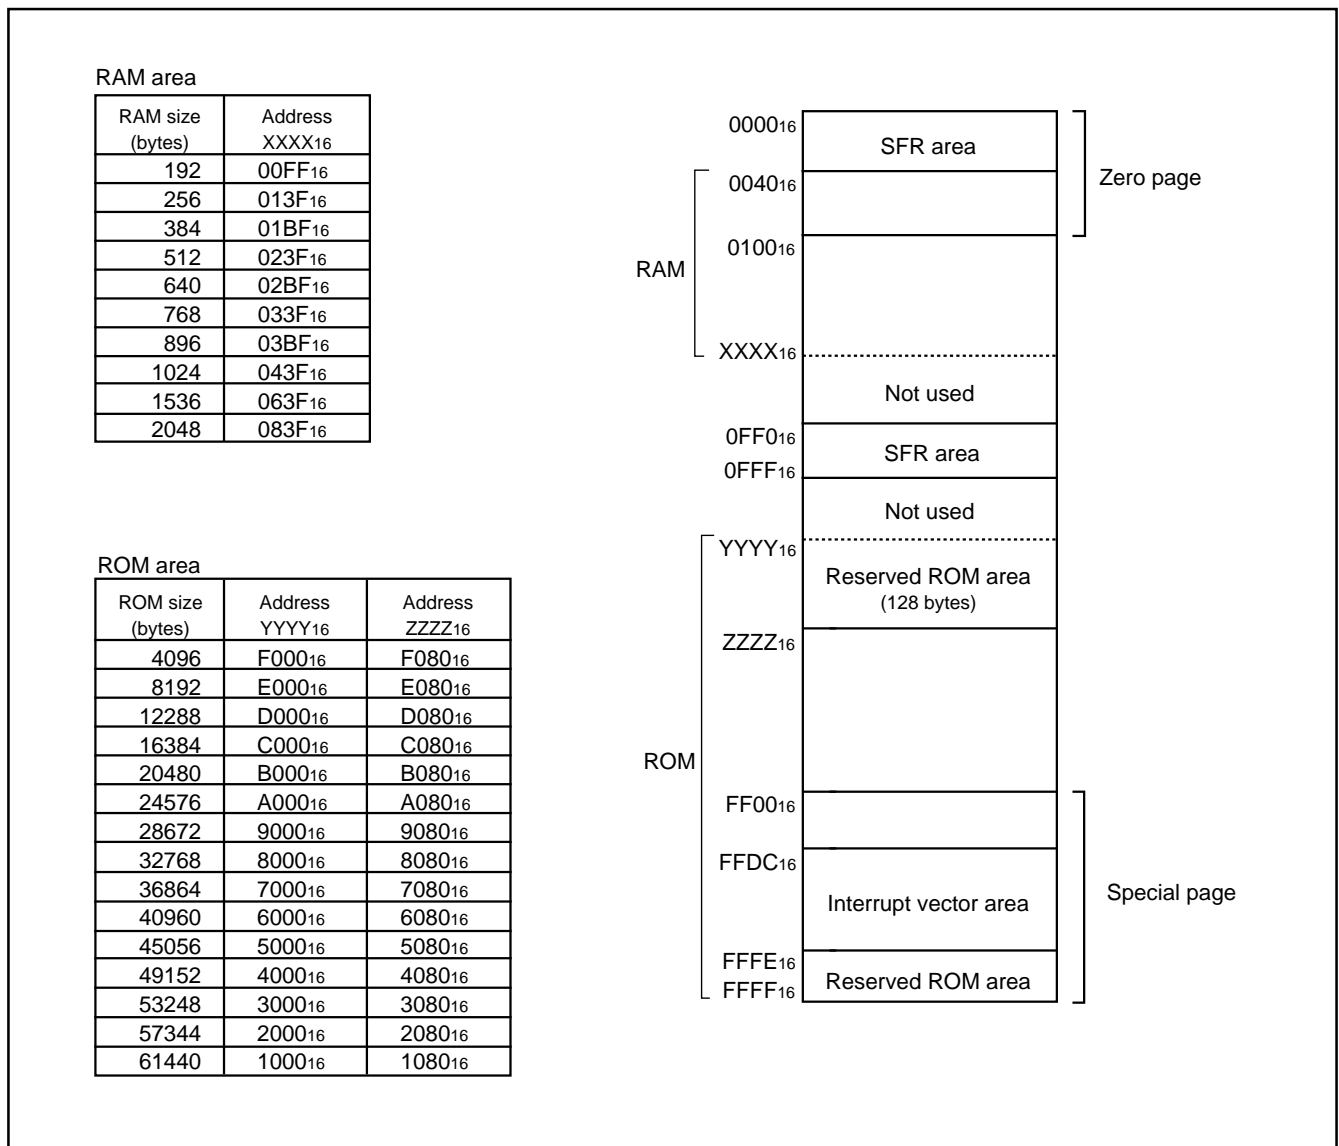 RAM area
RAM size (bytes) Address XXXX16
192 00FF16
256 013F16
384 01BF16
512 023F16
640 02BF16
768 033F16
896 03BF16
1024 043F16
1536 063F16
2048 083F16
ROM area
ROM size (bytes) Address YYYY16 Address ZZZZ16
4096 F00016 F08016
8192 E00016 E08016
12288 D00016 D08016
16384 C00016 C08016
20480 B00016 B08016
24576 A00016 A08016
28672 900016 908016
32768 800016 808016
36864 700016 708016
40960 600016 608016
45056 500016 508016
49152 400016 408016
53248 300016 308016
57344 200016 208016
61440 100016 108016
000016
SFR area
004016
Zero page
010016
RAM
XXXX16
Not used
0FF016
SFR area
0FFF16
Not used
YYYY16
Reserved ROM area
(128 bytes)
ZZZZ16
ROM
FF0016
FFDC16
Interrupt vector area
Special page
FFFE16
Reserved ROM area
FFFF16